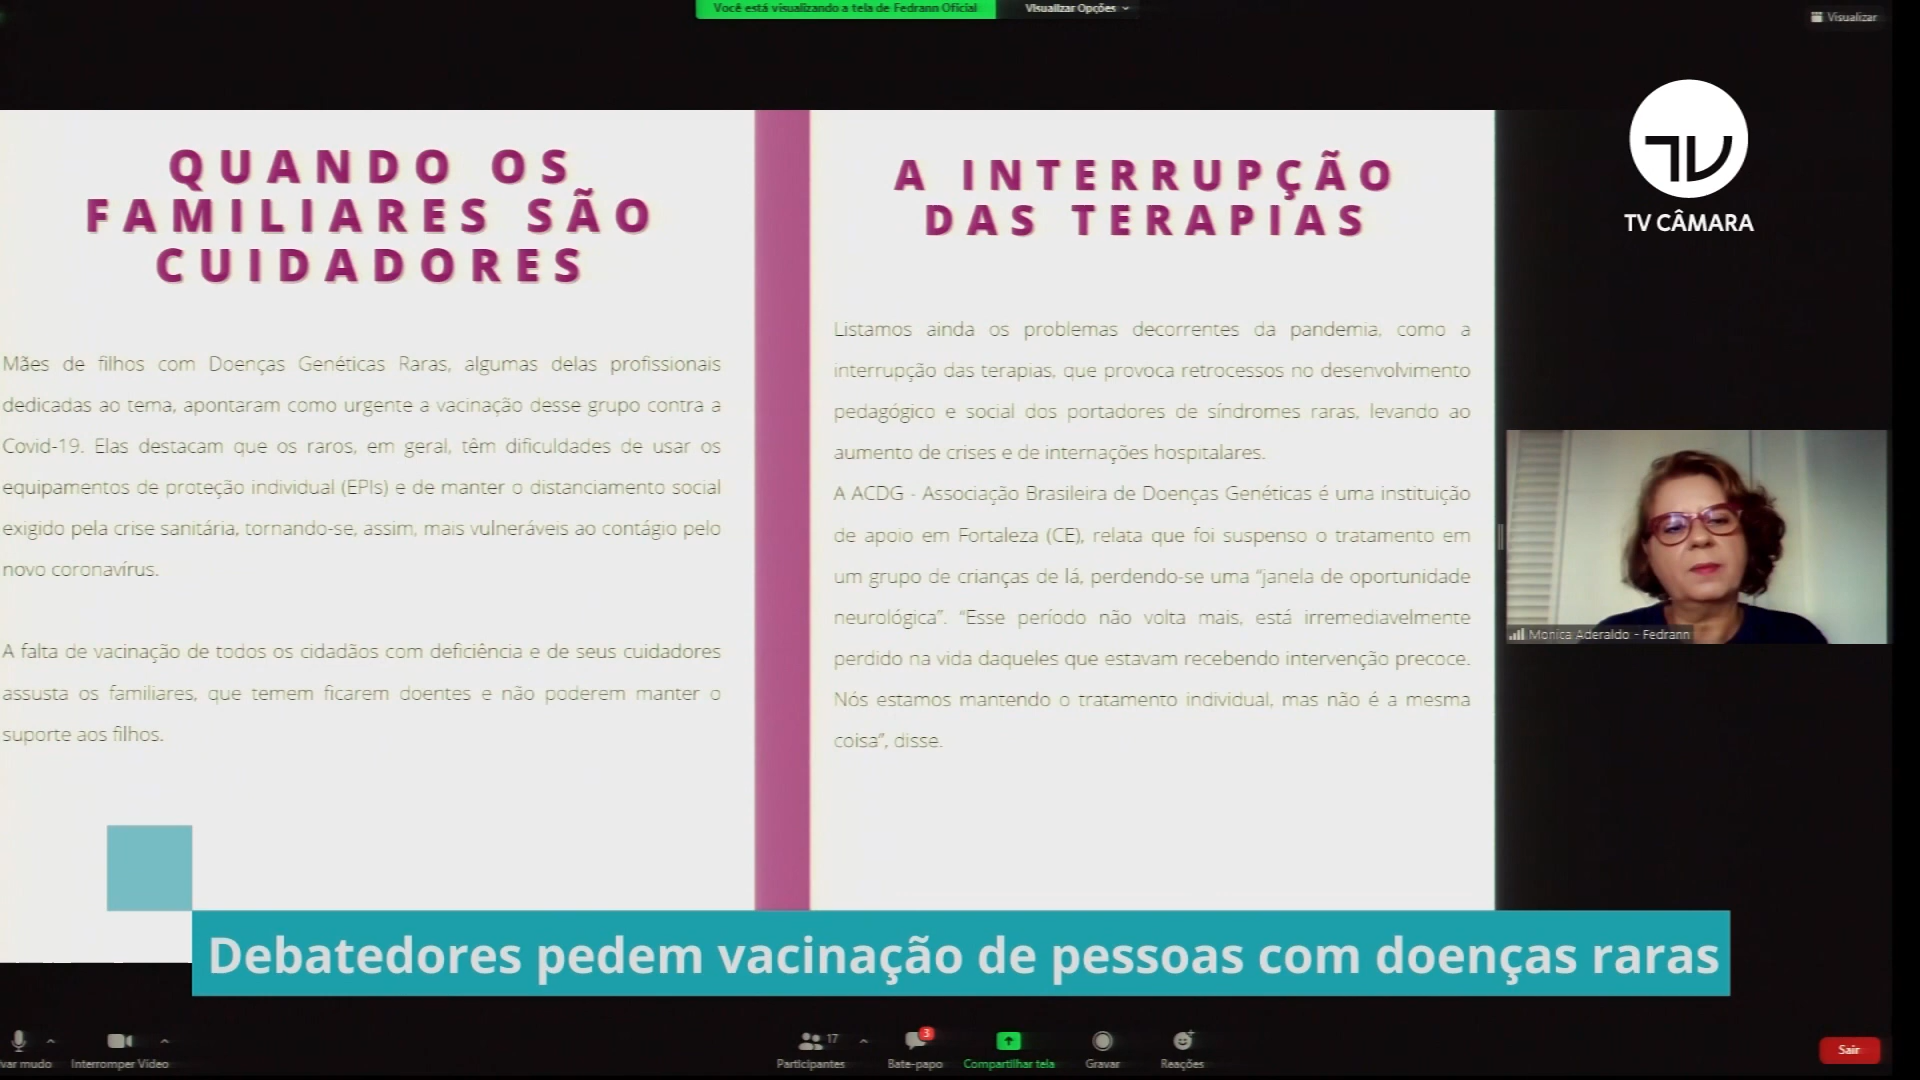 Você está visualizando a tela de Fedrann Oficial
Visualizar Opções
Visualizar
TV
TV CÂMARA
QUANDO OS
FAMILIARES SÃO
CUIDADORES
Mães de filhos com Doenças Genéticas Raras, algumas delas profissionais
dedicadas ao tema, apontaram como urgente a vacinação desse grupo contra a
Covid-19. Elas destacam que os raros, em geral, têm dificuldades de usar os
equipamentos de proteção individual (EPIs) e de manter o distanciamento social
exigido pela crise sanitária, tornando-se, assim, mais vulneráveis ao contágio pelo
novo coronavírus.
A falta de vacinação de todos os cidadãos com deficiência e de seus cuidadores
assusta os familiares, que temem ficarem doentes e não poderem manter o
suporte aos filhos.
A INTERRUPÇÃO
DAS TERAPIAS
Listamos ainda os problemas decorrentes da pandemia, como a
interrupção das terapias, que provoca retrocessos no desenvolvimento
pedagógico e social dos portadores de síndromes raras, levando ao
aumento de crises e de internações hospitalares.
A ACDG - Associação Brasileira de Doenças Genéticas é uma instituição
de apoio em Fortaleza (CE), relata que foi suspenso o tratamento em
um grupo de crianças de lá, perdendo-se uma “janela de oportunidade
neurológica”. “Esse período não volta mais, está irremediavelmente
perdido na vida daqueles que estavam recebendo intervenção precoce.
Nós estamos mantendo o tratamento individual, mas não é a mesma
coisa”, disse.
Monica Aderaldo - Fedrann
Debatedores pedem vacinação de pessoas com doenças raras
var mudo
Interromper Vídeo
17
Participantes
3
Bate-papo
Compartilhar tela
Gravar
Reações
Sair